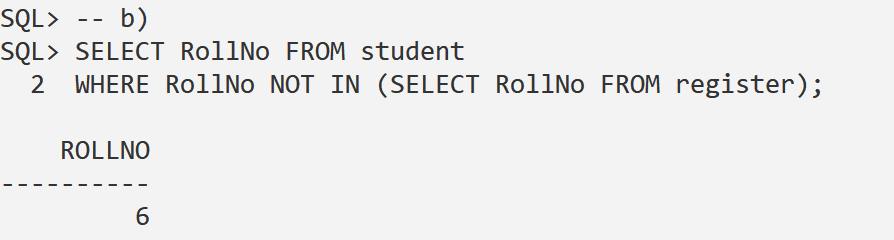 SQL> -- b)
SQL> SELECT RollNo FROM student
  2  WHERE RollNo NOT IN (SELECT RollNo FROM register);

    ROLLNO
----------
         6